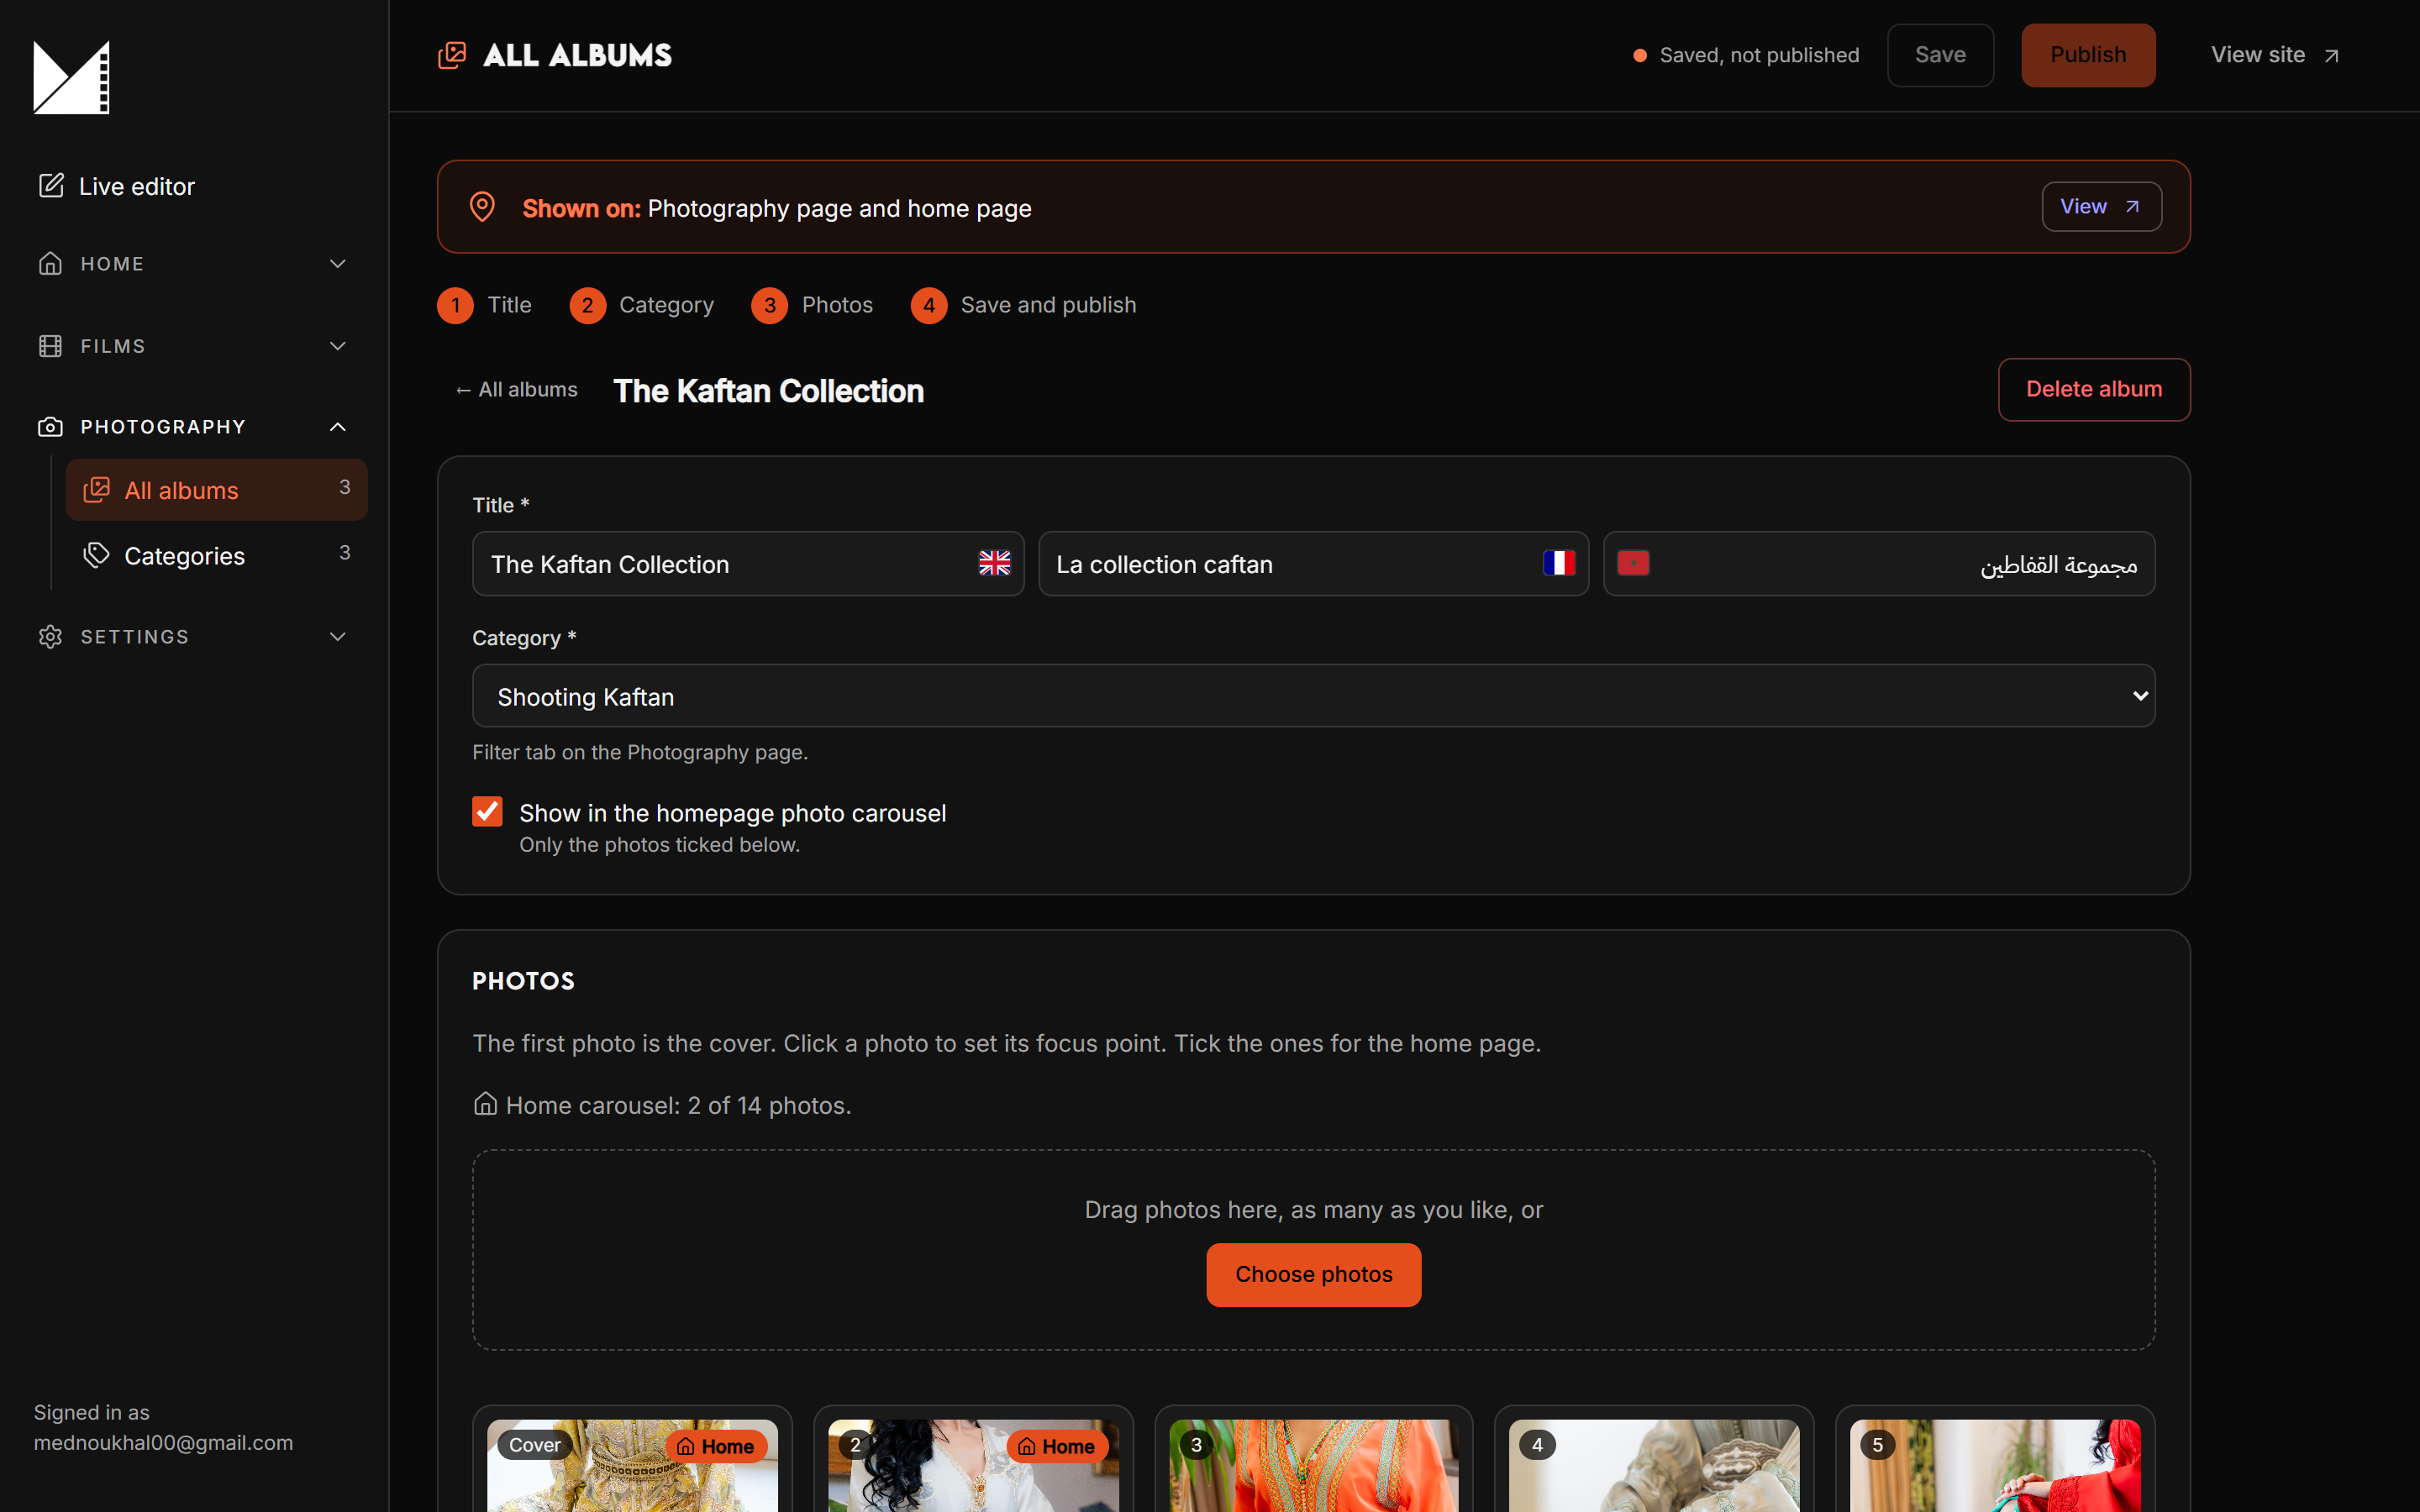 ALL ALBUMS
Saved, not published
Save
Publish
View site
Live editor
HOME
FILMS
PHOTOGRAPHY
All albums 3
Categories 3
SETTINGS
Signed in as
mednoukhal00@gmail.com
Shown on: Photography page and home page
View
1 Title 2 Category 3 Photos 4 Save and publish
← All albums
The Kaftan Collection
Delete album
Title *
The Kaftan Collection
La collection caftan
مجموعة القفاطين
Category *
Shooting Kaftan
Filter tab on the Photography page.
Show in the homepage photo carousel
Only the photos ticked below.
PHOTOS
The first photo is the cover. Click a photo to set its focus point. Tick the ones for the home page.
Home carousel: 2 of 14 photos.
Drag photos here, as many as you like, or
Choose photos
Cover Home
2 Home
3
4
5